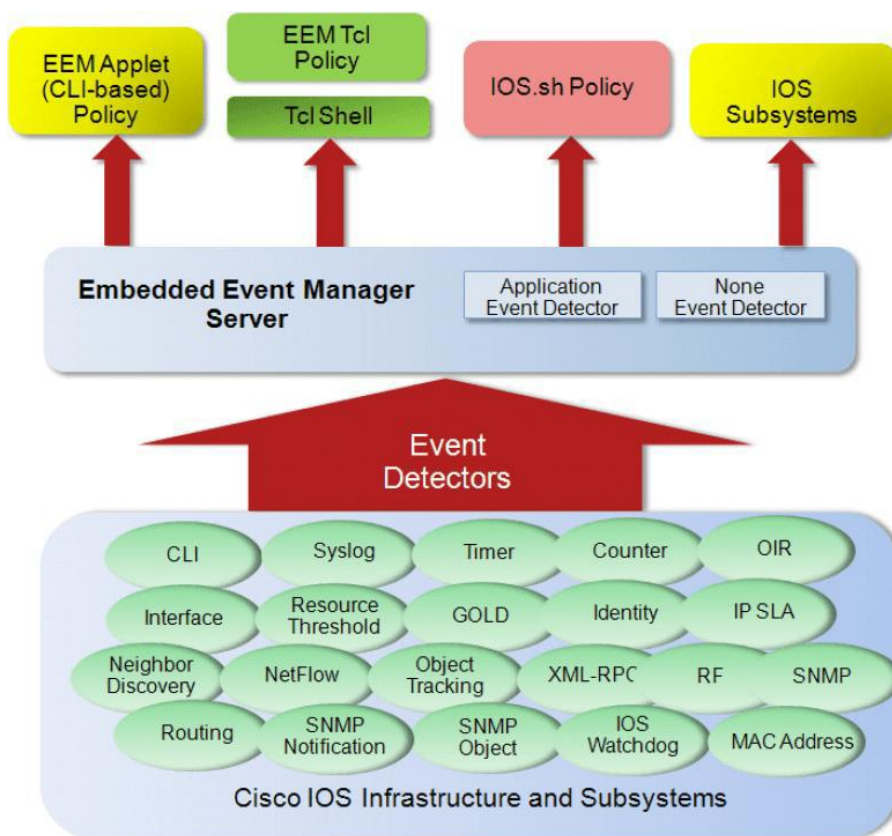 EEM Applet
(CLI-based)
Policy
EEM Tcl
Policy
Tcl Shell
IOS.sh Policy
IOS
Subsystems
Embedded Event Manager
Server
Application
Event Detector
None
Event Detector
Event
Detectors
CLI
Syslog
Timer
Counter
OIR
Interface
Resource
Threshold
GOLD
Identity
IP SLA
Neighbor
Discovery
NetFlow
Object
Tracking
XML-RPC
RF
SNMP
Routing
SNMP
Notification
SNMP
Object
IOS
Watchdog
MAC Address
Cisco IOS Infrastructure and Subsystems